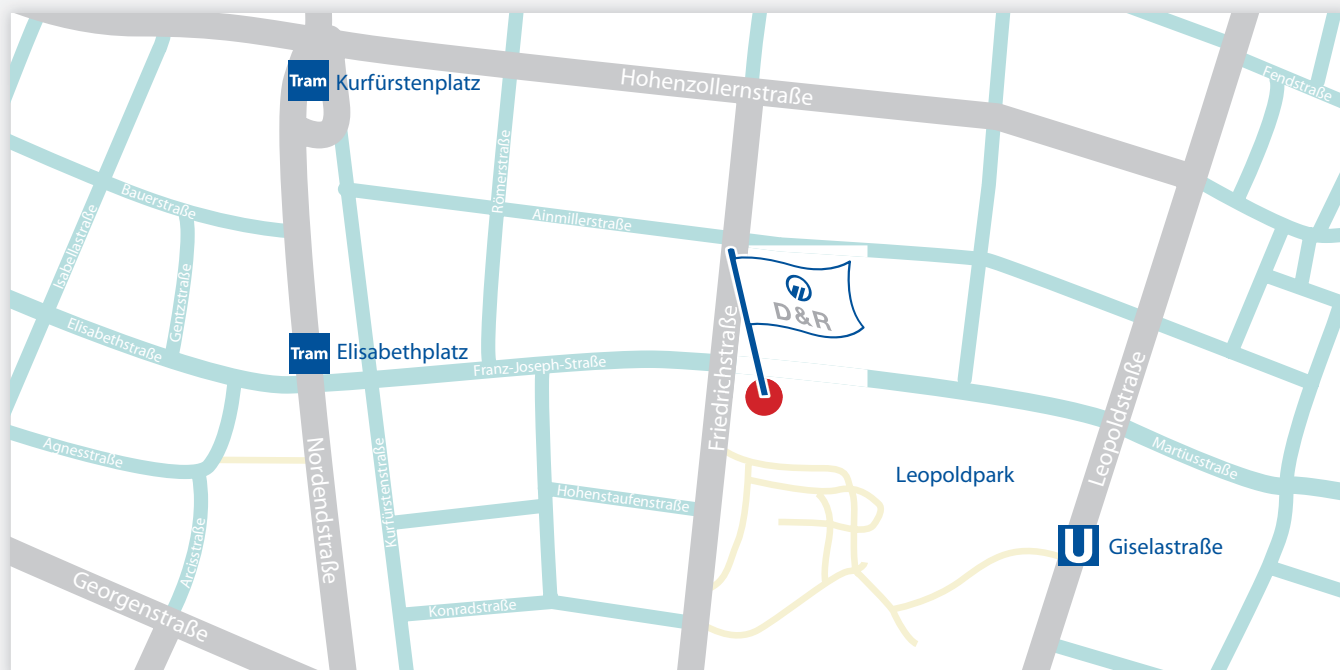 Tram Kurfürstenplatz
Hohenzollernstraße
Fendstraße
Römerstraße
Bauerstraße
Isabellastraße
Ainmillerstraße
Gentzstraße
D&R
Elisabethstraße
Tram Elisabethplatz
Franz-Joseph-Straße
Friedrichstraße
Leopoldstraße
Agnesstraße
Nordendstraße
Kurfürstenstraße
Martiusstraße
Leopoldpark
Hohenstaufenstraße
Arcisstraße
U Giselastraße
Georgenstraße
Konradstraße